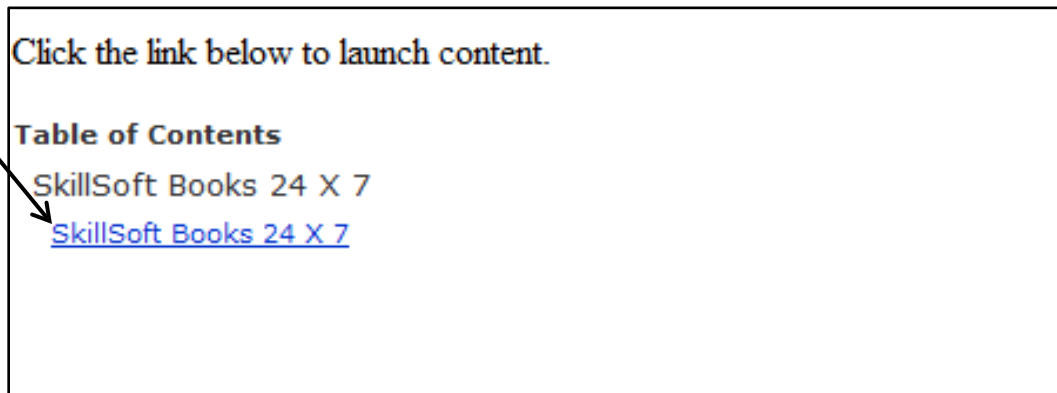 Click the link below to launch content.
Table of Contents
SkillSoft Books 24 X 7
SkillSoft Books 24 X 7